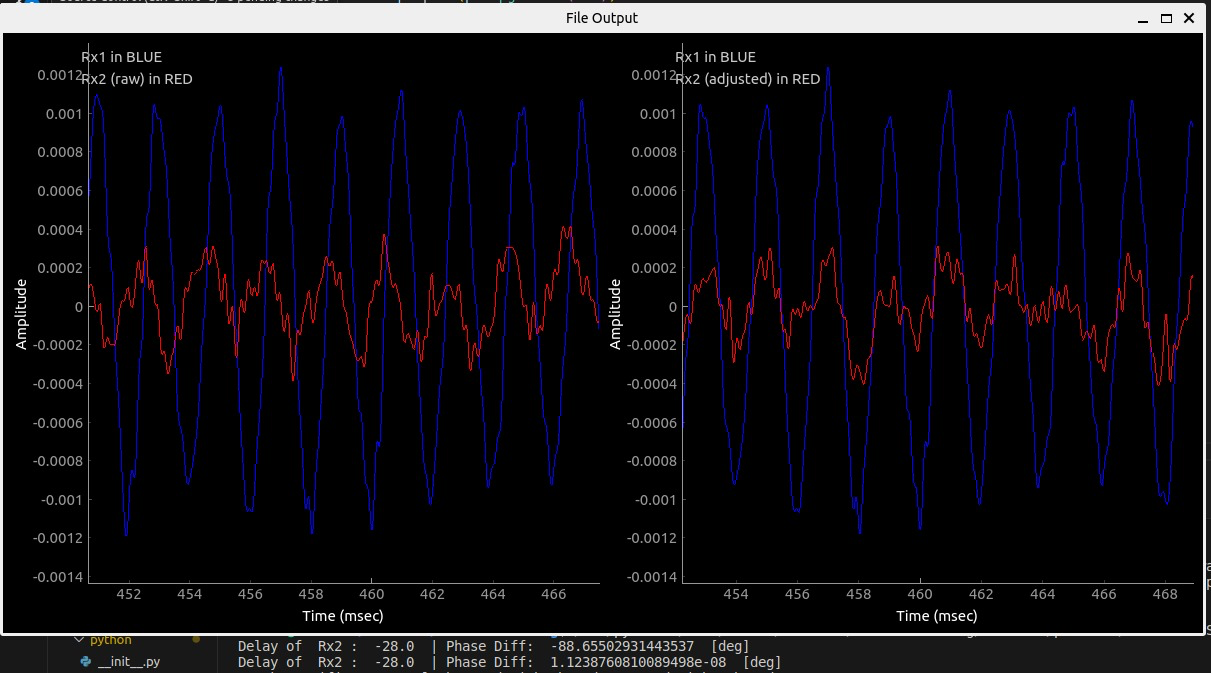 File Output
Rx1 in BLUE
Rx2 (raw) in RED
0.0012
0.001
0.0008
0.0006
0.0004
0.0002
0
-0.0002
-0.0004
-0.0006
-0.0008
-0.001
-0.0012
-0.0014
Amplitude
452 454 456 458 460 462 464 466
Time (msec)
Rx1 in BLUE
Rx2 (adjusted) in RED
0.0012
0.001
0.0008
0.0006
0.0004
0.0002
0
-0.0002
-0.0004
-0.0006
-0.0008
-0.001
-0.0012
-0.0014
Amplitude
454 456 458 460 462 464 466 468
Time (msec)
python
__init__.py
Delay of Rx2 : -28.0 | Phase Diff: -88.65502931443537 [deg]
Delay of Rx2 : -28.0 | Phase Diff: 1.1238760810089498e-08 [deg]